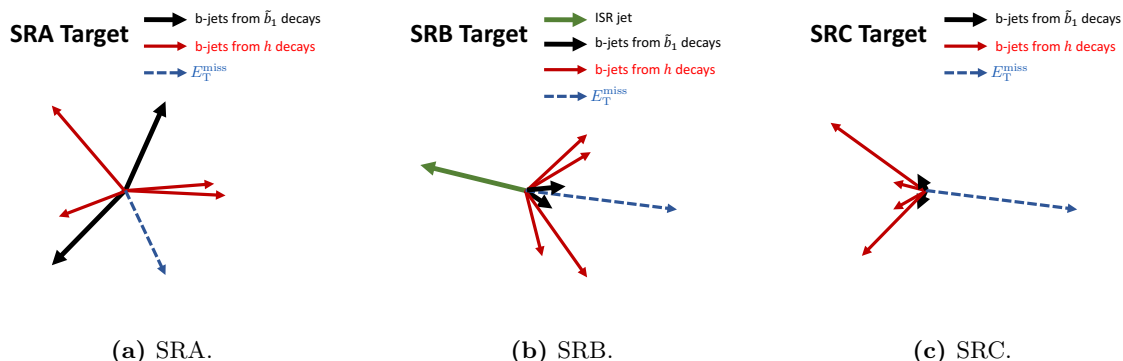 SRA Target
b-jets from b̃₁ decays
b-jets from h decays
E_T^miss
(a) SRA.
SRB Target
ISR jet
b-jets from b̃₁ decays
b-jets from h decays
E_T^miss
(b) SRB.
SRC Target
b-jets from b̃₁ decays
b-jets from h decays
E_T^miss
(c) SRC.